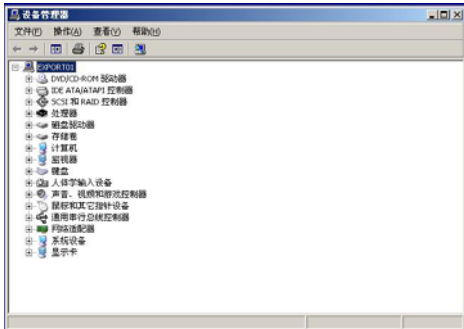 设备管理器
文件(F) 操作(A) 查看(V) 帮助(H)
EXPORT01
DVD/CD-ROM 驱动器
IDE ATA/ATAPI 控制器
SCSI 和 RAID 控制器
处理器
磁盘驱动器
存储卷
计算机
监视器
键盘
人体学输入设备
声音、视频和游戏控制器
鼠标和其它指针设备
通用串行总线控制器
网络适配器
系统设备
显示卡